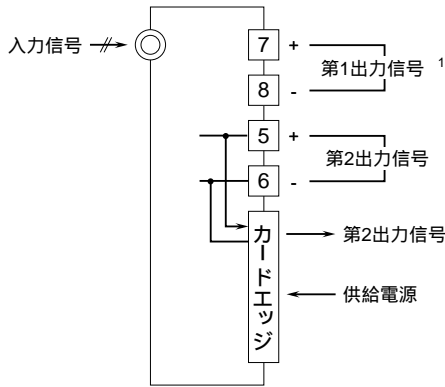 入力信号
7 +
第1出力信号 1
8 -
5 +
第2出力信号
6 -
カードエッジ
第2出力信号
供給電源